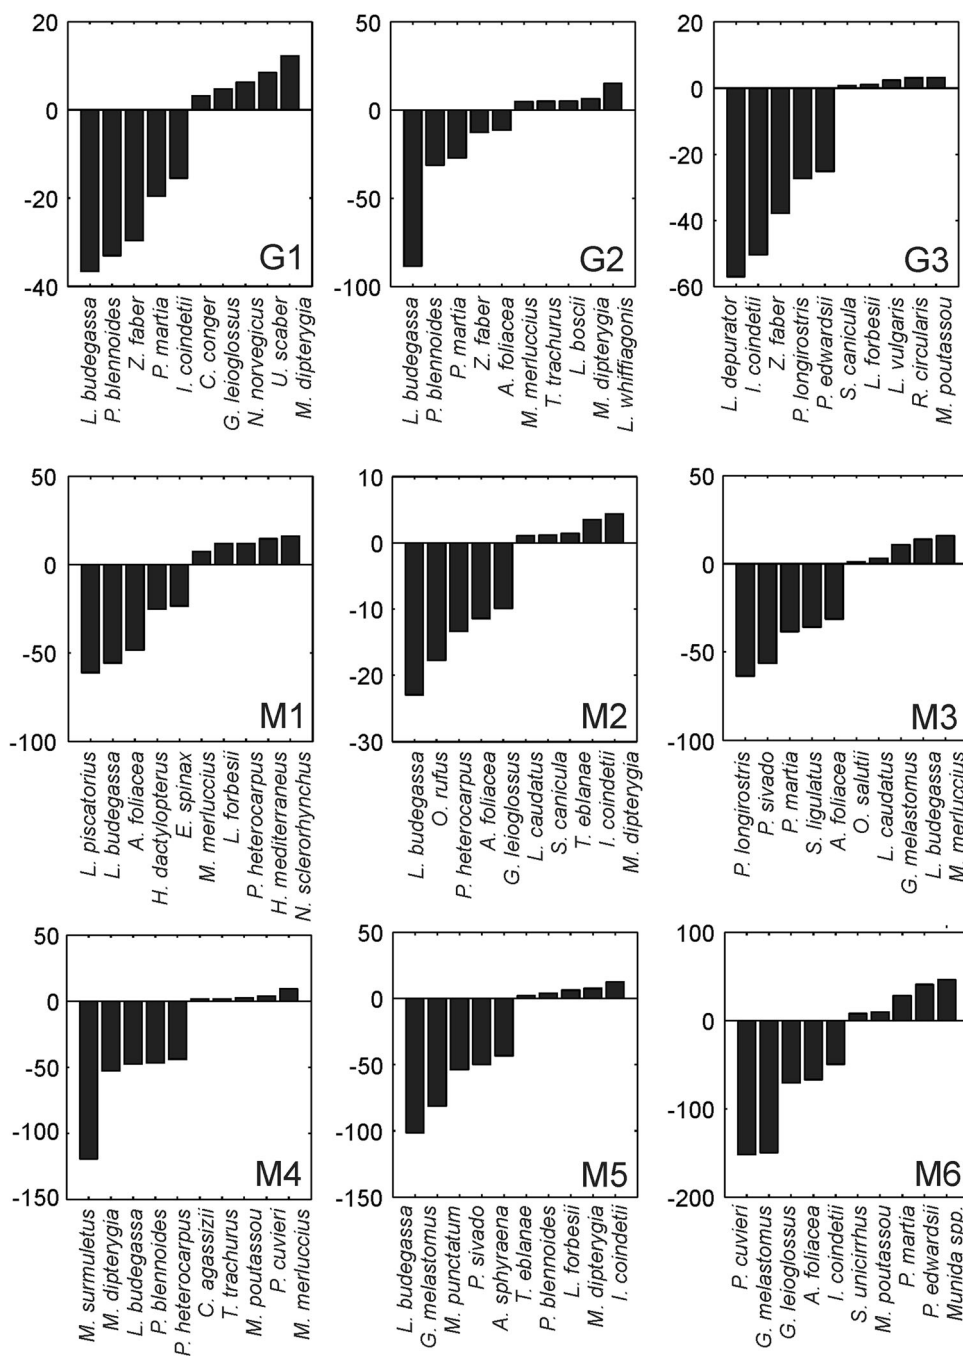 20
0
-20
-40
G1
L. budegassa
P. blennoides
Z. faber
P. martia
I. coindetii
C. conger
G. leioglossus
N. norvegicus
U. scaber
M. dipterygia
50
0
-50
-100
G2
L. budegassa
P. blennoides
P. martia
Z. faber
A. foliacea
M. merluccius
T. trachurus
L. boscii
M. dipterygia
L. whiffiagonis
20
0
-20
-40
-60
G3
L. depurator
I. coindetii
Z. faber
P. longirostris
P. edwardsii
S. canicula
L. forbesii
L. vulgaris
R. circularis
M. poutassou
50
0
-50
-100
M1
L. piscatorius
L. budegassa
A. foliacea
H. dactylopterus
E. spinax
M. merluccius
L. forbesii
P. heterocarpus
H. mediterraneus
N. sclerorhynchus
10
0
-10
-20
-30
M2
L. budegassa
O. rufus
P. heterocarpus
A. foliacea
G. leioglossus
L. caudatus
S. canicula
T. eblanae
I. coindetii
M. dipterygia
50
0
-50
-100
M3
P. longirostris
P. sivado
P. martia
S. ligulatus
A. foliacea
O. salutii
L. caudatus
G. melastomus
L. budegassa
M. merluccius
50
0
-50
-100
-150
M4
M. surmuletus
M. dipterygia
L. budegassa
P. blennoides
P. heterocarpus
C. agassizii
T. trachurus
M. poutassou
P. cuvieri
M. merluccius
50
0
-50
-100
-150
M5
L. budegassa
G. melastomus
M. punctatum
P. sivado
A. sphyraena
T. eblanae
P. blennoides
L. forbesii
M. dipterygia
I. coindetii
100
0
-100
-200
M6
P. cuvieri
G. melastomus
G. leioglossus
A. foliacea
I. coindetii
S. unicirrhus
M. poutassou
P. martia
P. edwardsii
Munida spp.